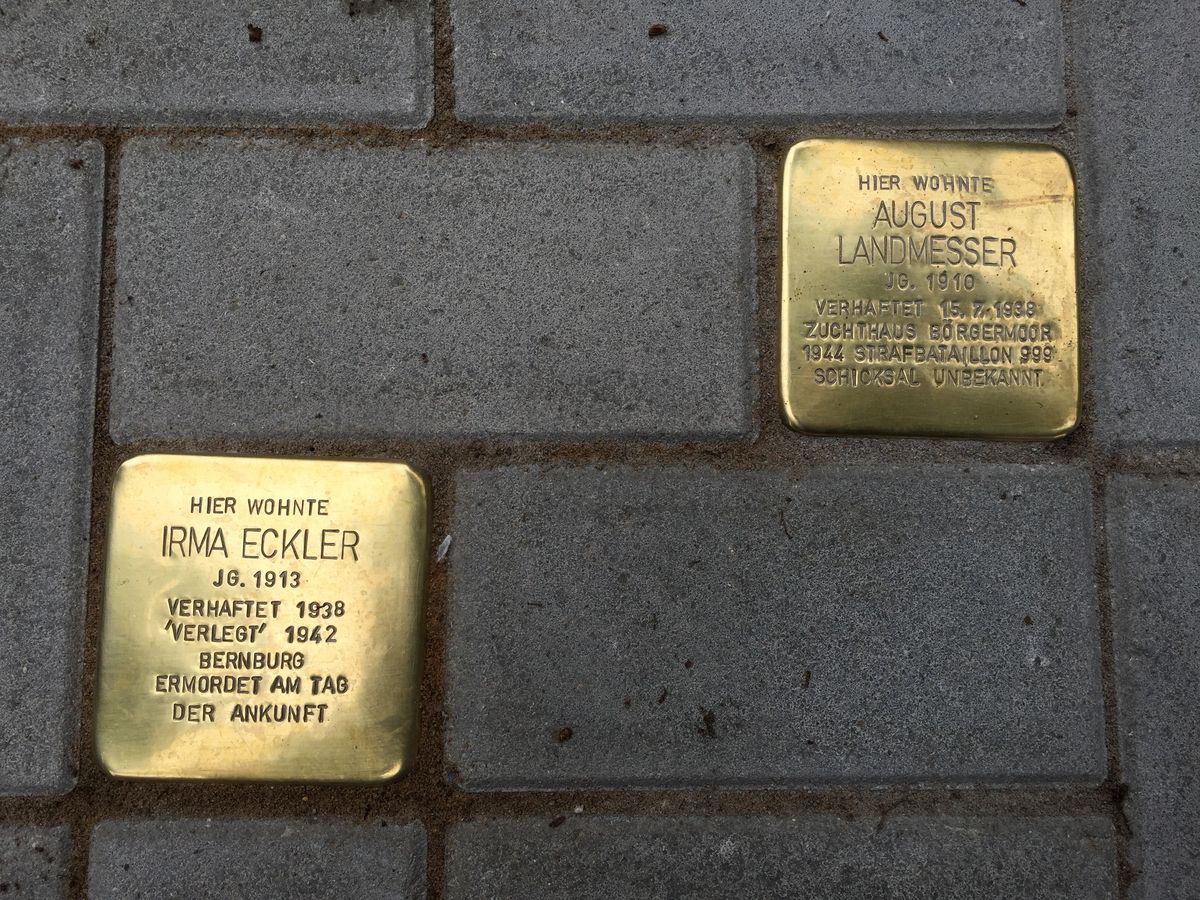 HIER WOHNTE
AUGUST
LANDMESSER
JG. 1910
VERHAFTET 15.7.1938
ZUCHTHAUS BÖRGERMOOR
1944 STRAFBATAILLON 999
SCHICKSAL UNBEKANNT
HIER WOHNTE
IRMA ECKLER
JG. 1913
VERHAFTET 1938
'VERLEGT' 1942
BERNBURG
ERMORDET AM TAG
DER ANKUNFT